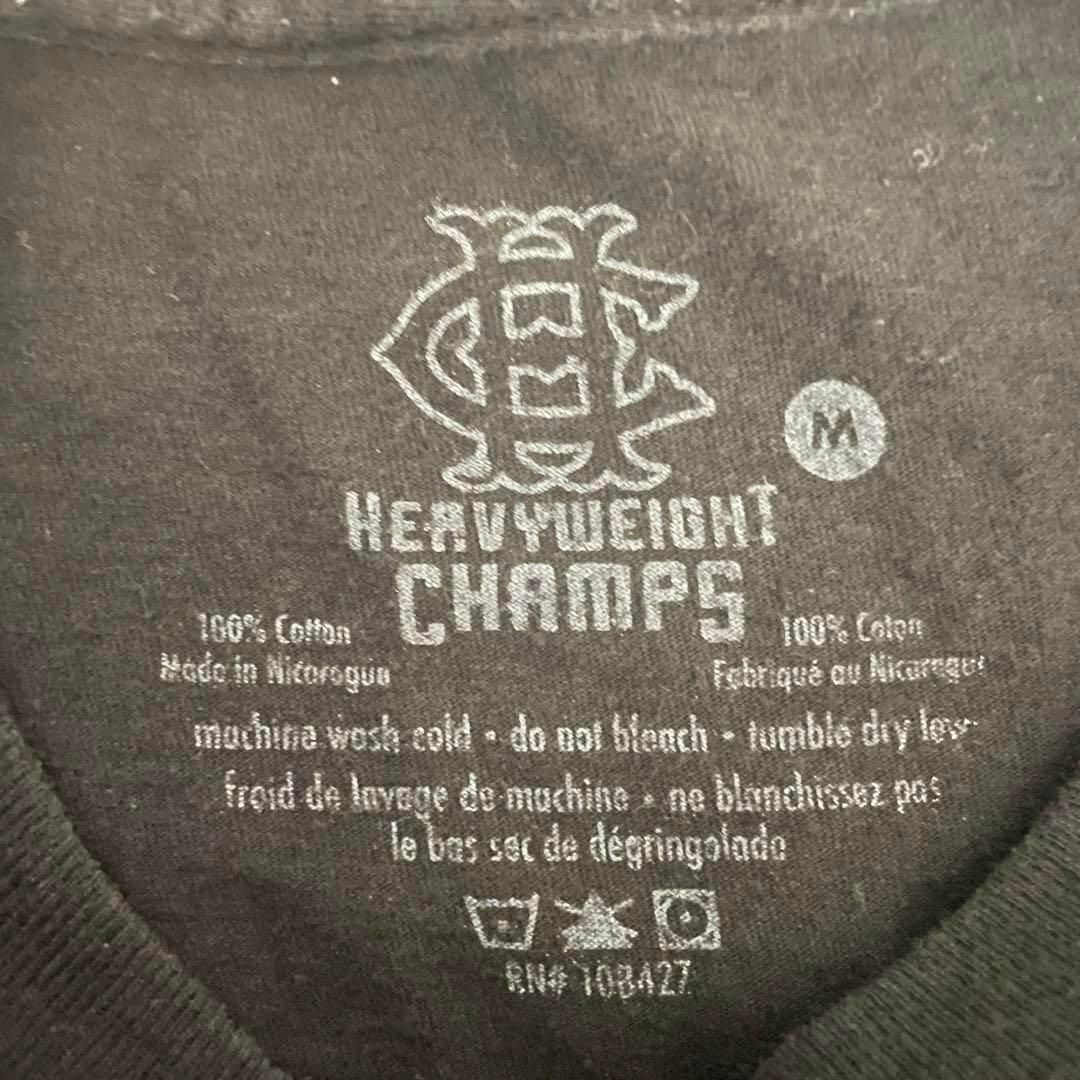 M
HEAVYWEIGHT
CHAMPS
100% Cotton
Made in Nicaragua
100% Coton
Fabriqué au Nicaragua
machine wash cold • do not bleach • tumble dry low
froid de lavage de machine • ne blanchissez pas
le bas sec de dégringolade
RN# 108427